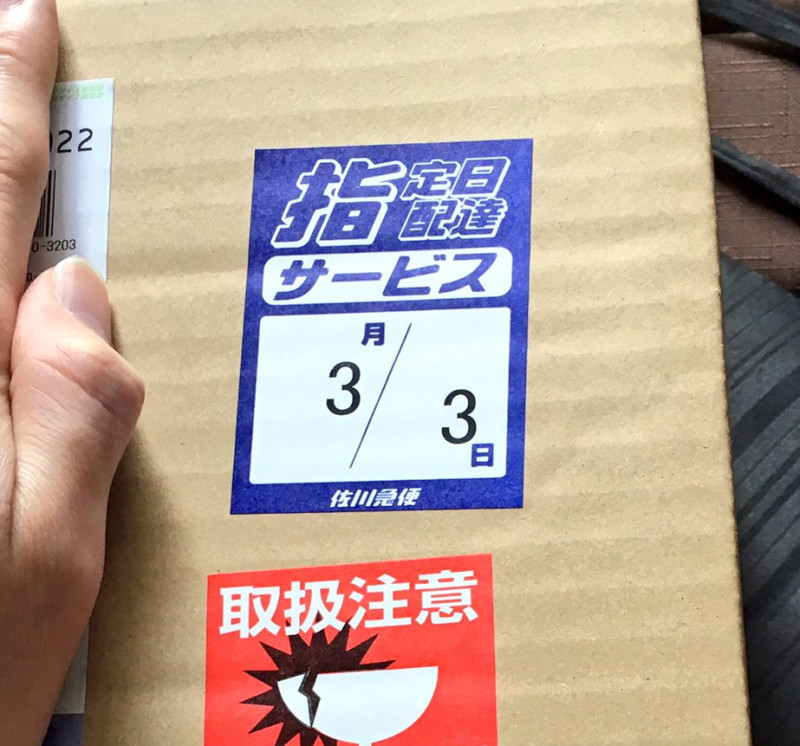 022
0-3203
指定日
配達
サービス
月
3/3
日
佐川急便
取扱注意